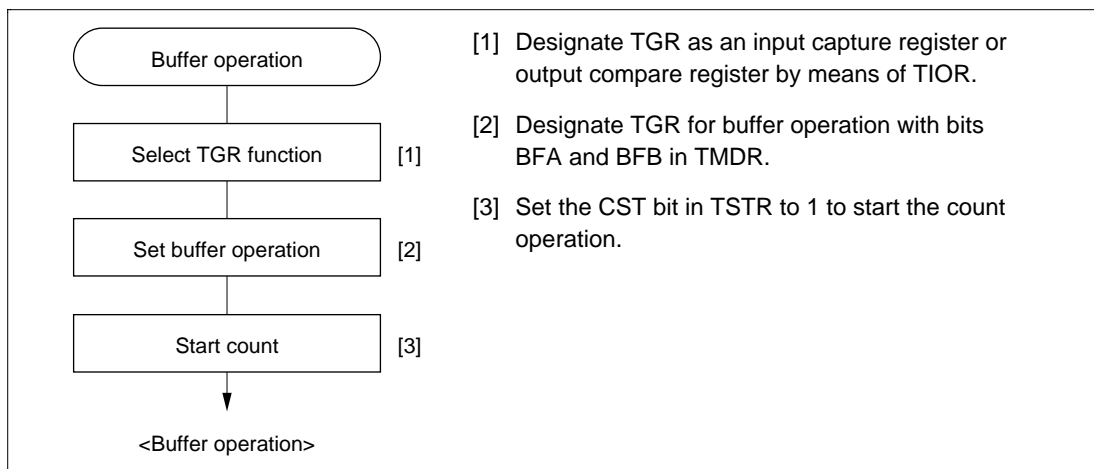 Buffer operation
Select TGR function
[1]
Set buffer operation
[2]
Start count
[3]
<Buffer operation>
[1] Designate TGR as an input capture register or
output compare register by means of TIOR.
[2] Designate TGR for buffer operation with bits
BFA and BFB in TMDR.
[3] Set the CST bit in TSTR to 1 to start the count
operation.